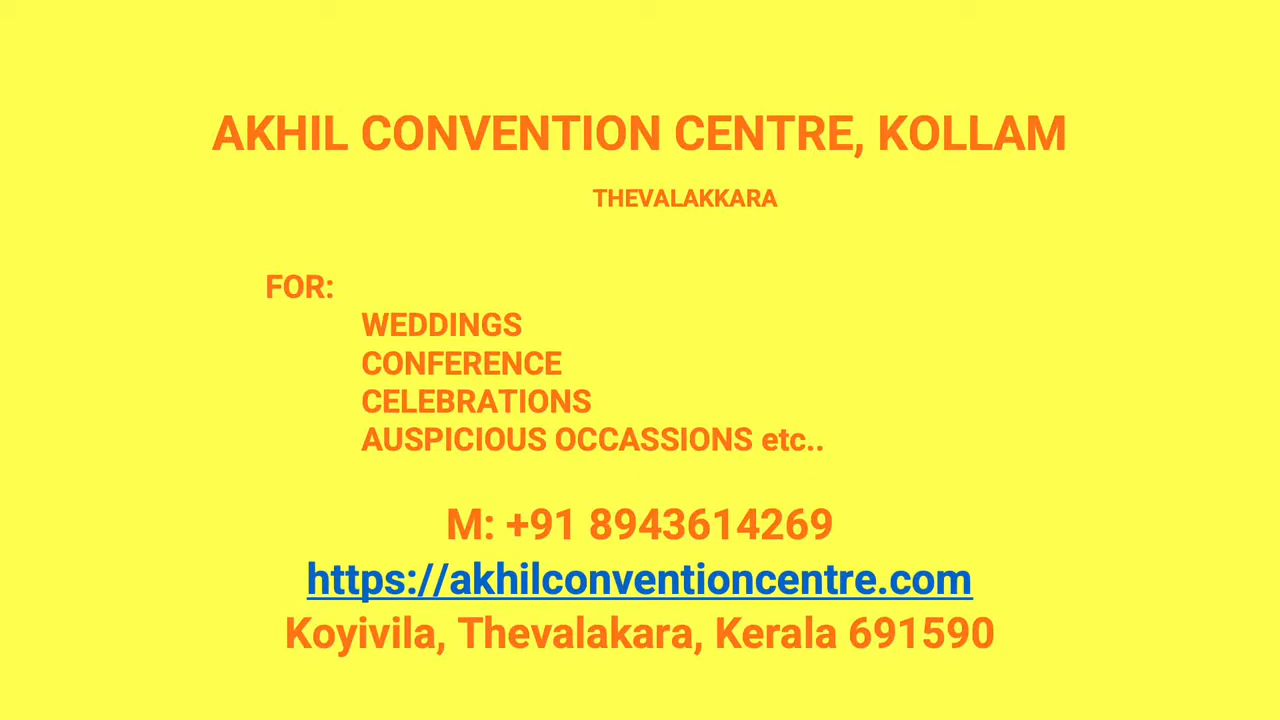 AKHIL CONVENTION CENTRE, KOLLAM
THEVALAKKARA
FOR:
WEDDINGS
CONFERENCE
CELEBRATIONS
AUSPICIOUS OCCASSIONS etc..
M: +91 8943614269
https://akhilconventioncentre.com
Koyivila, Thevalakara, Kerala 691590